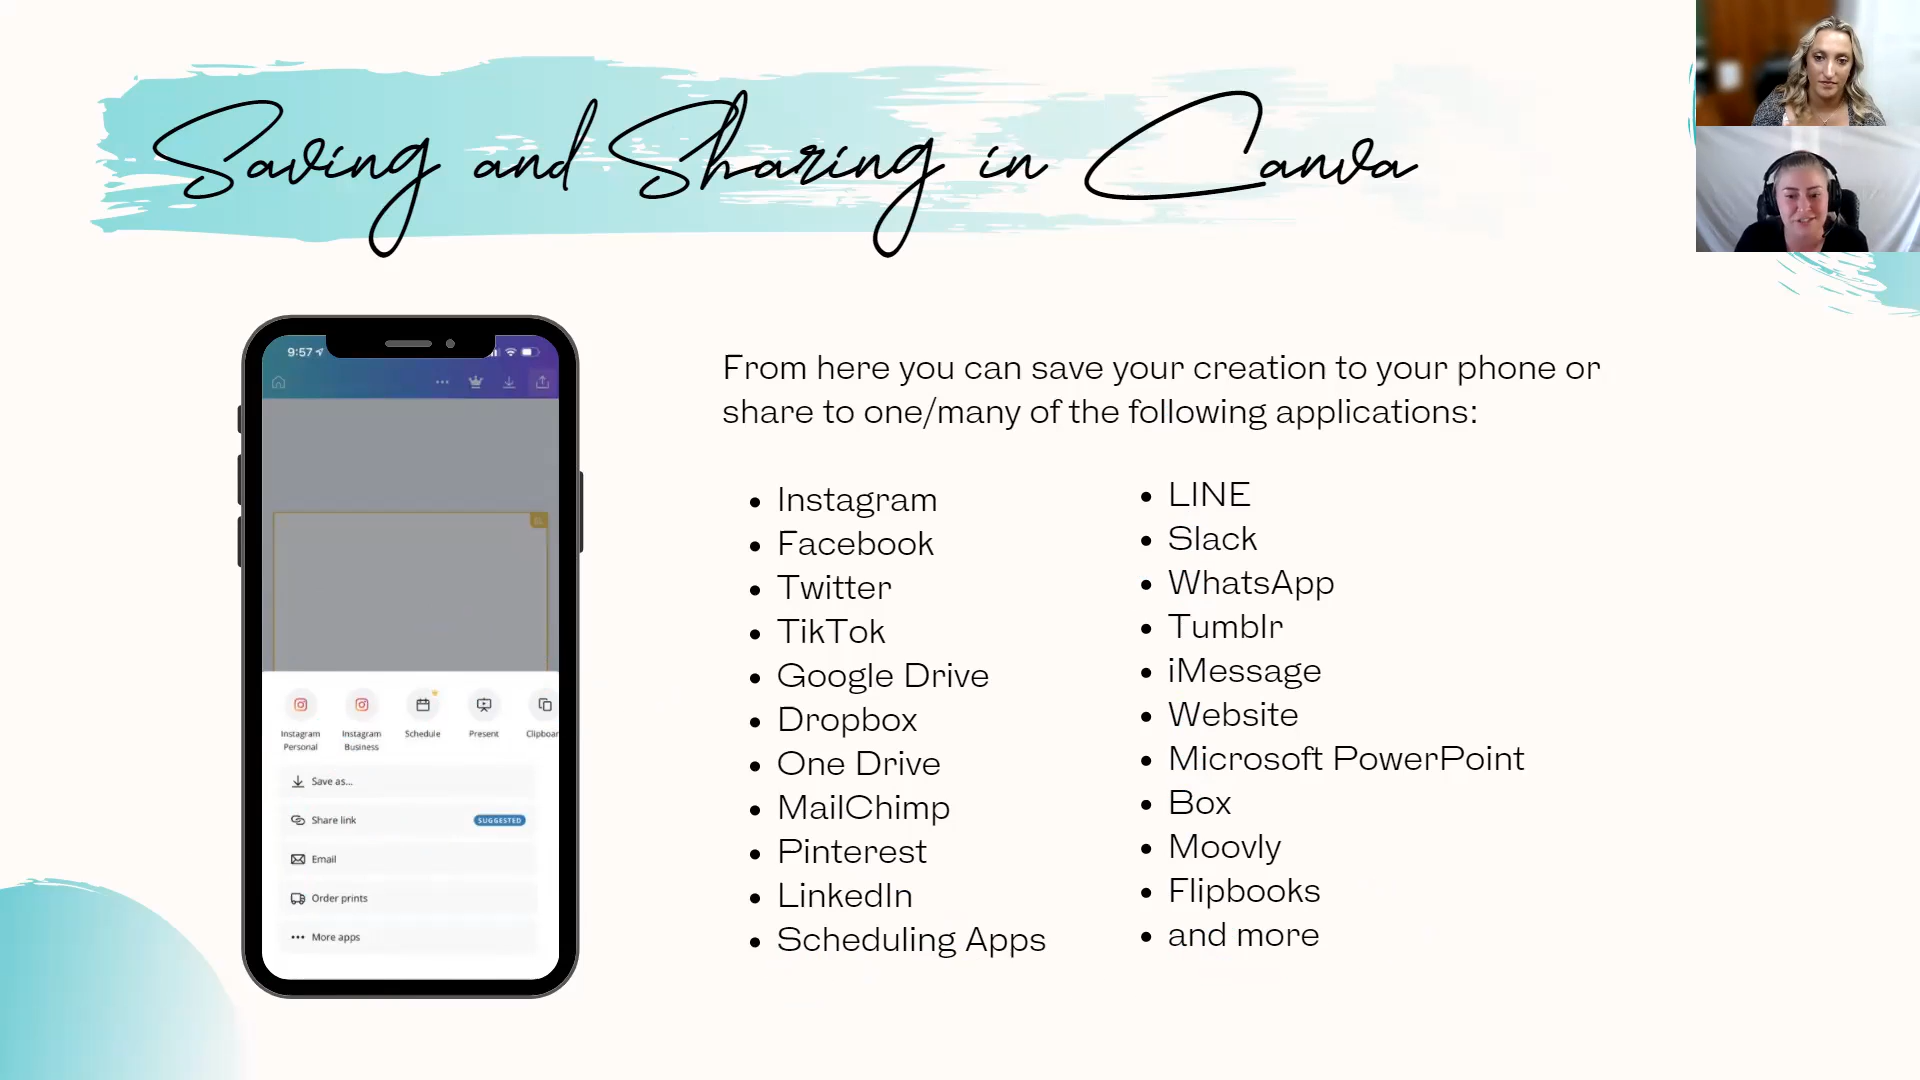 Saving and Sharing in Canva
9:57
Instagram Personal
Instagram Business
Schedule
Present
Save as...
Share link
SUGGESTED
Email
Order prints
More apps
From here you can save your creation to your phone or
share to one/many of the following applications:
• Instagram
• Facebook
• Twitter
• TikTok
• Google Drive
• Dropbox
• One Drive
• MailChimp
• Pinterest
• LinkedIn
• Scheduling Apps
• LINE
• Slack
• WhatsApp
• Tumblr
• iMessage
• Website
• Microsoft PowerPoint
• Box
• Moovly
• Flipbooks
• and more